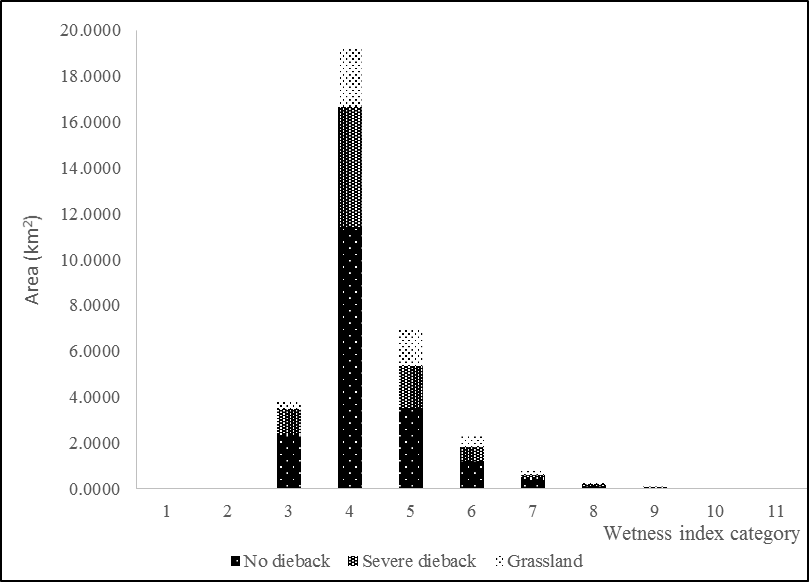 20.0000
18.0000
16.0000
14.0000
12.0000
10.0000
8.0000
6.0000
4.0000
2.0000
0.0000
Area (km²)
1 2 3 4 5 6 7 8 9 10 11
Wetness index category
No dieback Severe dieback Grassland